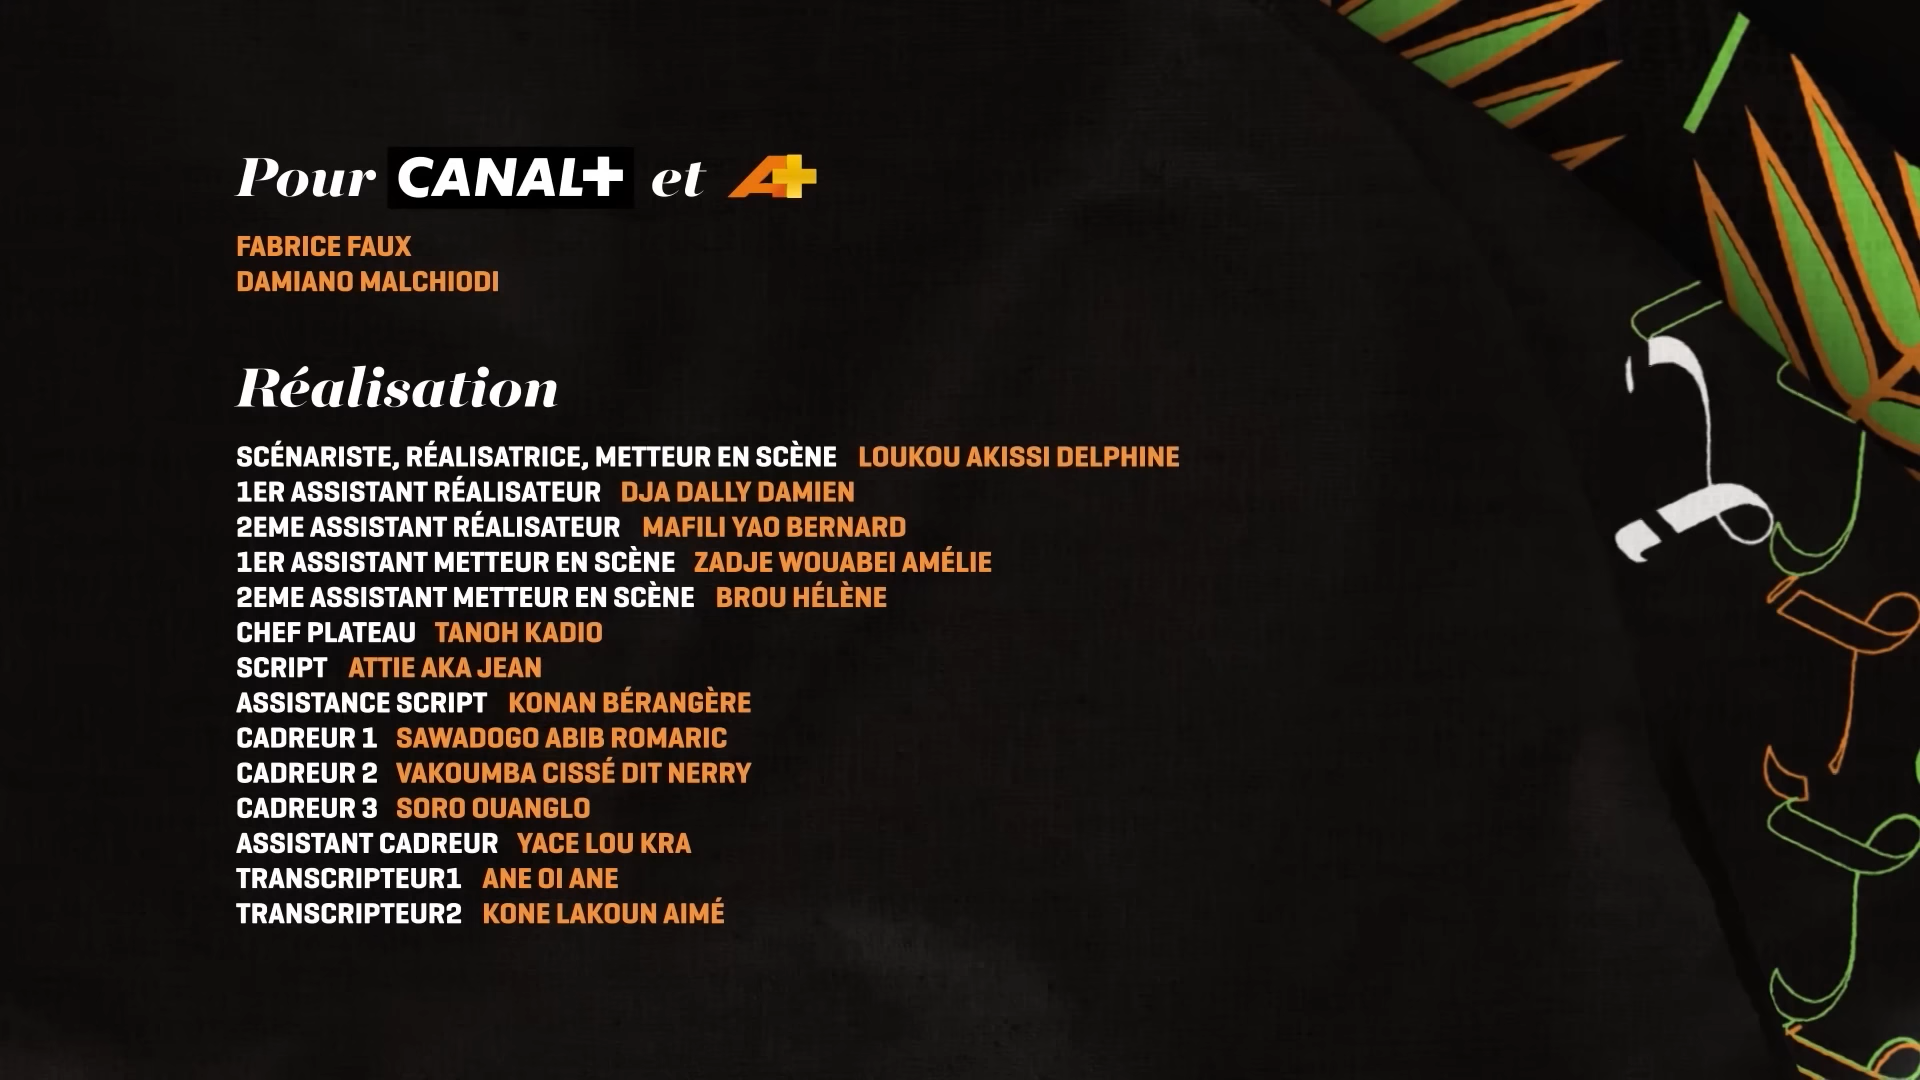 Pour CANAL+ et A+
FABRICE FAUX
DAMIANO MALCHIODI
Réalisation
SCÉNARISTE, RÉALISATRICE, METTEUR EN SCÈNE LOUKOU AKISSI DELPHINE
1ER ASSISTANT RÉALISATEUR DJA DALLY DAMIEN
2EME ASSISTANT RÉALISATEUR MAFILI YAO BERNARD
1ER ASSISTANT METTEUR EN SCÈNE ZADJE WOUABEI AMÉLIE
2EME ASSISTANT METTEUR EN SCÈNE BROU HÉLÈNE
CHEF PLATEAU TANOH KADIO
SCRIPT ATTIE AKA JEAN
ASSISTANCE SCRIPT KONAN BÉRANGÈRE
CADREUR 1 SAWADOGO ABIB ROMARIC
CADREUR 2 VAKOUMBA CISSÉ DIT NERRY
CADREUR 3 SORO OUANGLO
ASSISTANT CADREUR YACE LOU KRA
TRANSCRIPTEUR1 ANE OI ANE
TRANSCRIPTEUR2 KONE LAKOUN AIMÉ